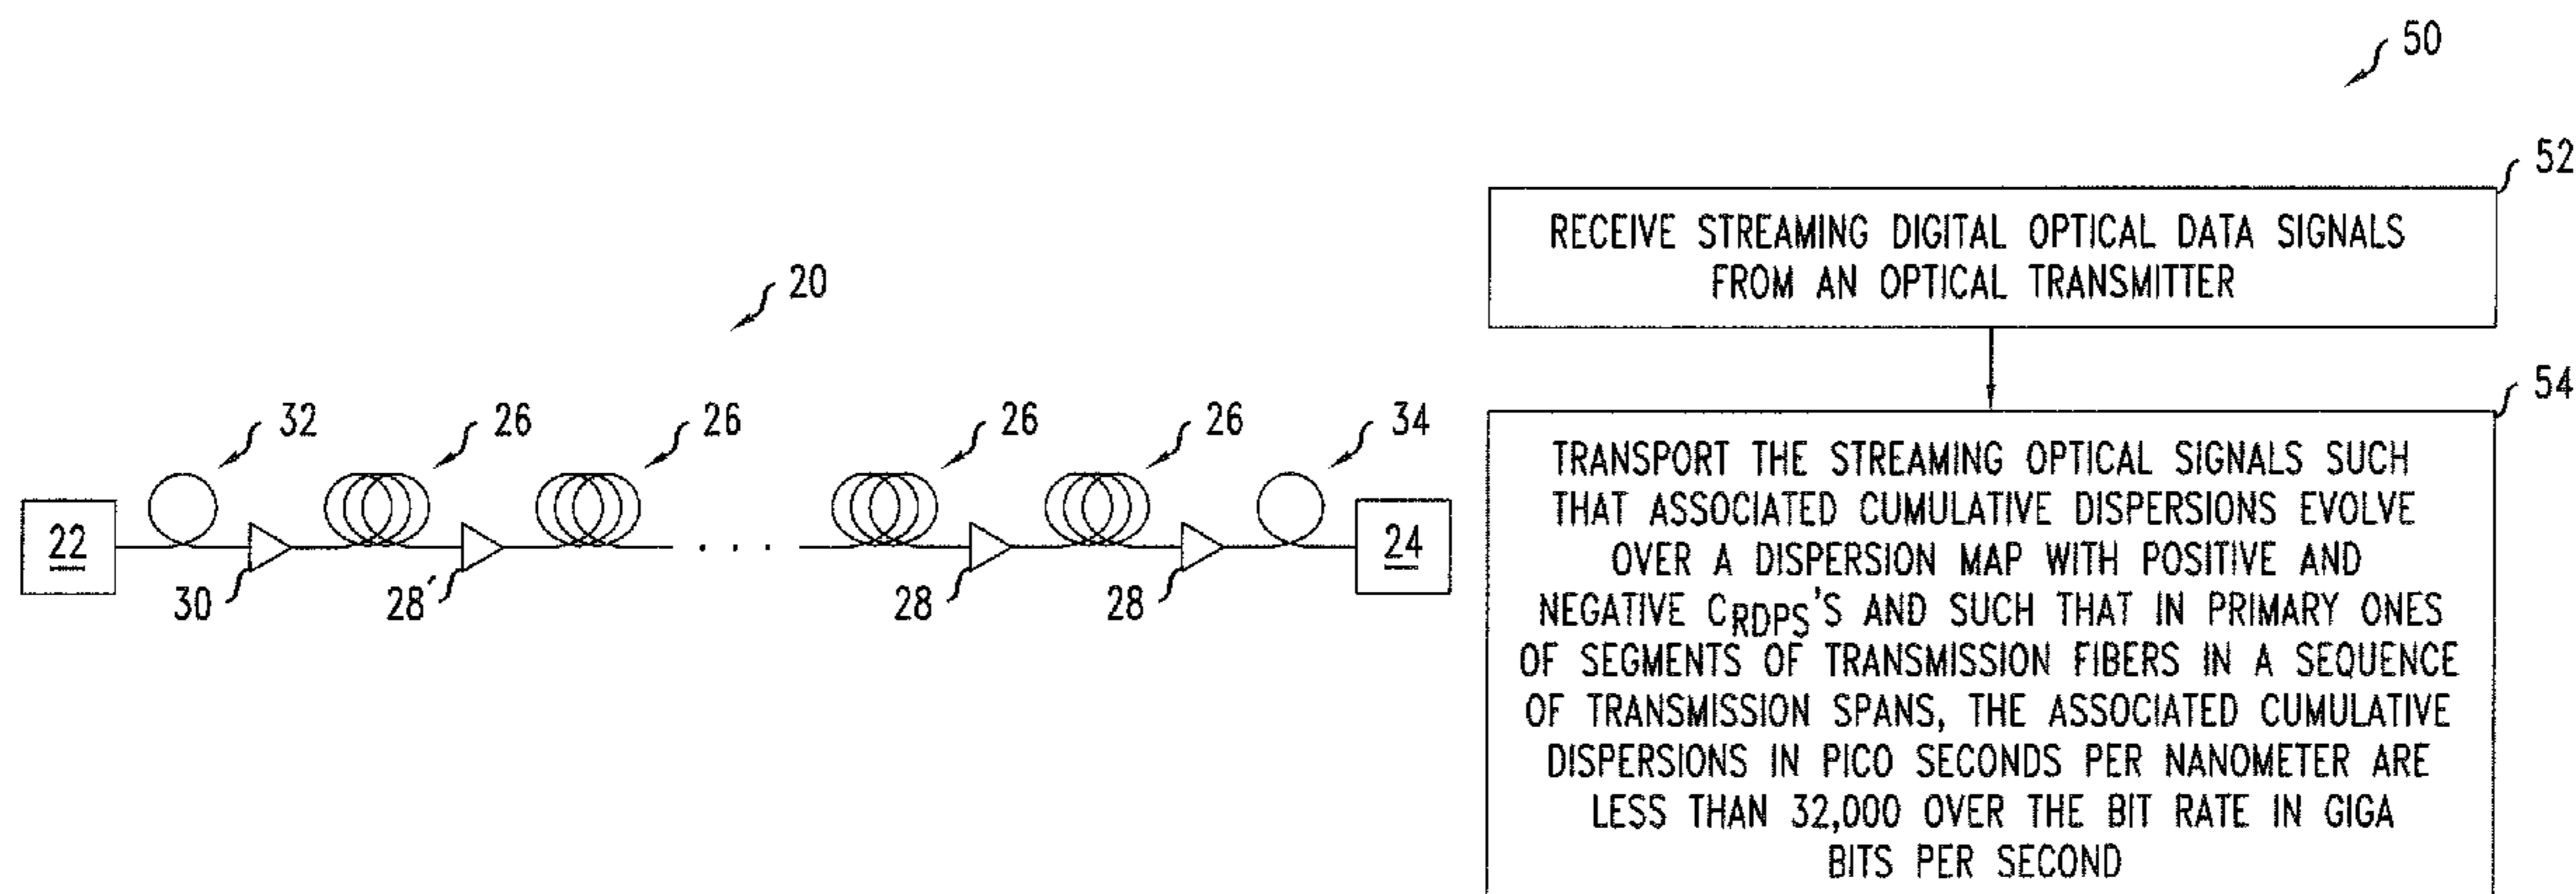 50
52
RECEIVE STREAMING DIGITAL OPTICAL DATA SIGNALS
FROM AN OPTICAL TRANSMITTER
54
TRANSPORT THE STREAMING OPTICAL SIGNALS SUCH
THAT ASSOCIATED CUMULATIVE DISPERSIONS EVOLVE
OVER A DISPERSION MAP WITH POSITIVE AND
NEGATIVE CRDPS'S AND SUCH THAT IN PRIMARY ONES
OF SEGMENTS OF TRANSMISSION FIBERS IN A SEQUENCE
OF TRANSMISSION SPANS, THE ASSOCIATED CUMULATIVE
DISPERSIONS IN PICO SECONDS PER NANOMETER ARE
LESS THAN 32,000 OVER THE BIT RATE IN GIGA
BITS PER SECOND
20
32 26 26 26 26 34
22 24
30 28' 28 28